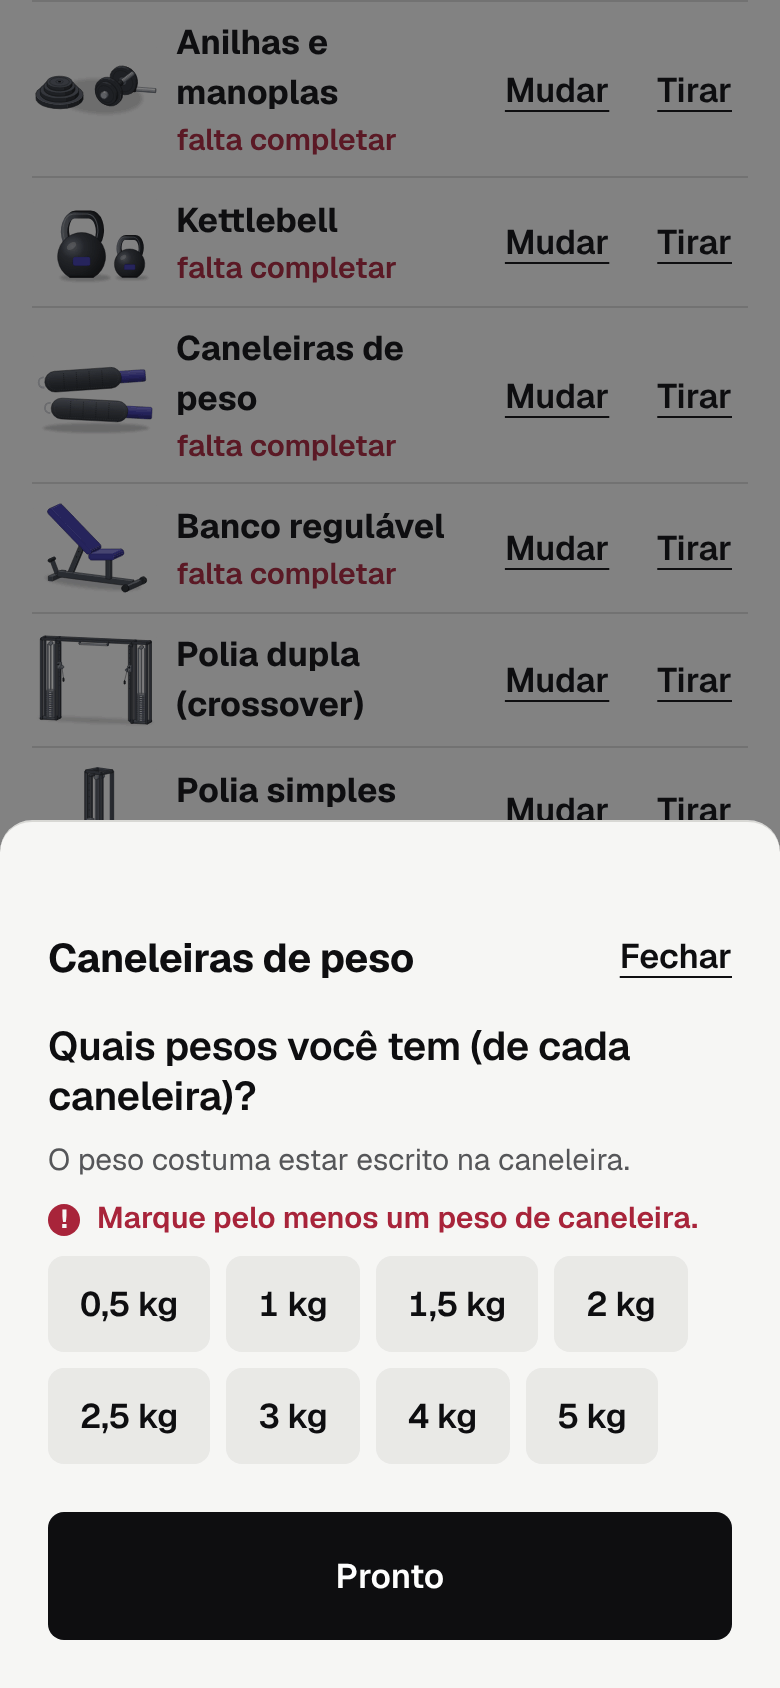 Anilhas e
manoplas
falta completar
Mudar
Tirar
Kettlebell
falta completar
Mudar
Tirar
Caneleiras de
peso
falta completar
Mudar
Tirar
Banco regulável
falta completar
Mudar
Tirar
Polia dupla
(crossover)
Mudar
Tirar
Polia simples
Mudar
Tirar
Caneleiras de peso
Fechar
Quais pesos você tem (de cada
caneleira)?
O peso costuma estar escrito na caneleira.
! Marque pelo menos um peso de caneleira.
0,5 kg
1 kg
1,5 kg
2 kg
2,5 kg
3 kg
4 kg
5 kg
Pronto